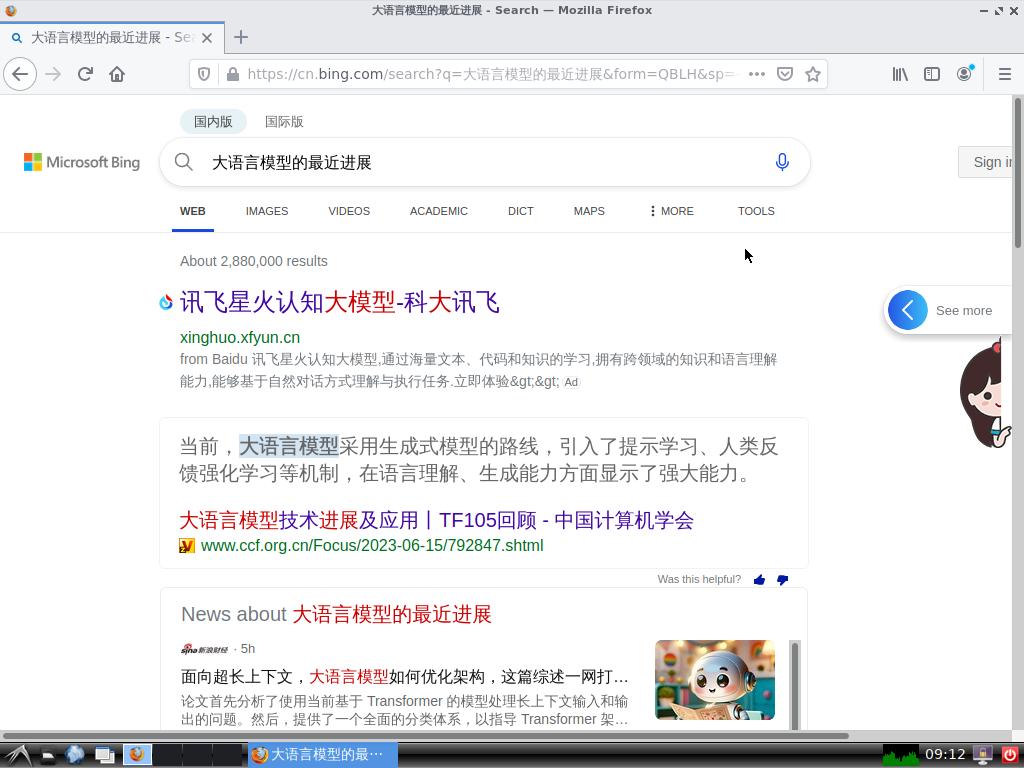 大语言模型的最近进展 - Search — Mozilla Firefox
大语言模型的最近进展 - Sea
https://cn.bing.com/search?q=大语言模型的最近进展&form=QBLH&sp=-
国内版 国际版
Microsoft Bing
大语言模型的最近进展
Sign in
WEB IMAGES VIDEOS ACADEMIC DICT MAPS MORE TOOLS
About 2,880,000 results
讯飞星火认知大模型-科大讯飞
xinghuo.xfyun.cn
from Baidu 讯飞星火认知大模型,通过海量文本、代码和知识的学习,拥有跨领域的知识和语言理解
能力,能够基于自然对话方式理解与执行任务.立即体验&gt;&gt; Ad
See more
当前，大语言模型采用生成式模型的路线，引入了提示学习、人类反
馈强化学习等机制，在语言理解、生成能力方面显示了强大能力。
大语言模型技术进展及应用丨TF105回顾 - 中国计算机学会
www.ccf.org.cn/Focus/2023-06-15/792847.shtml
Was this helpful?
News about 大语言模型的最近进展
sina 新浪财经 · 5h
面向超长上下文，大语言模型如何优化架构，这篇综述一网打…
论文首先分析了使用当前基于 Transformer 的模型处理长上下文输入和输
出的问题。然后，提供了一个全面的分类体系，以指导 Transformer 架…
大语言模型的最…
09:12